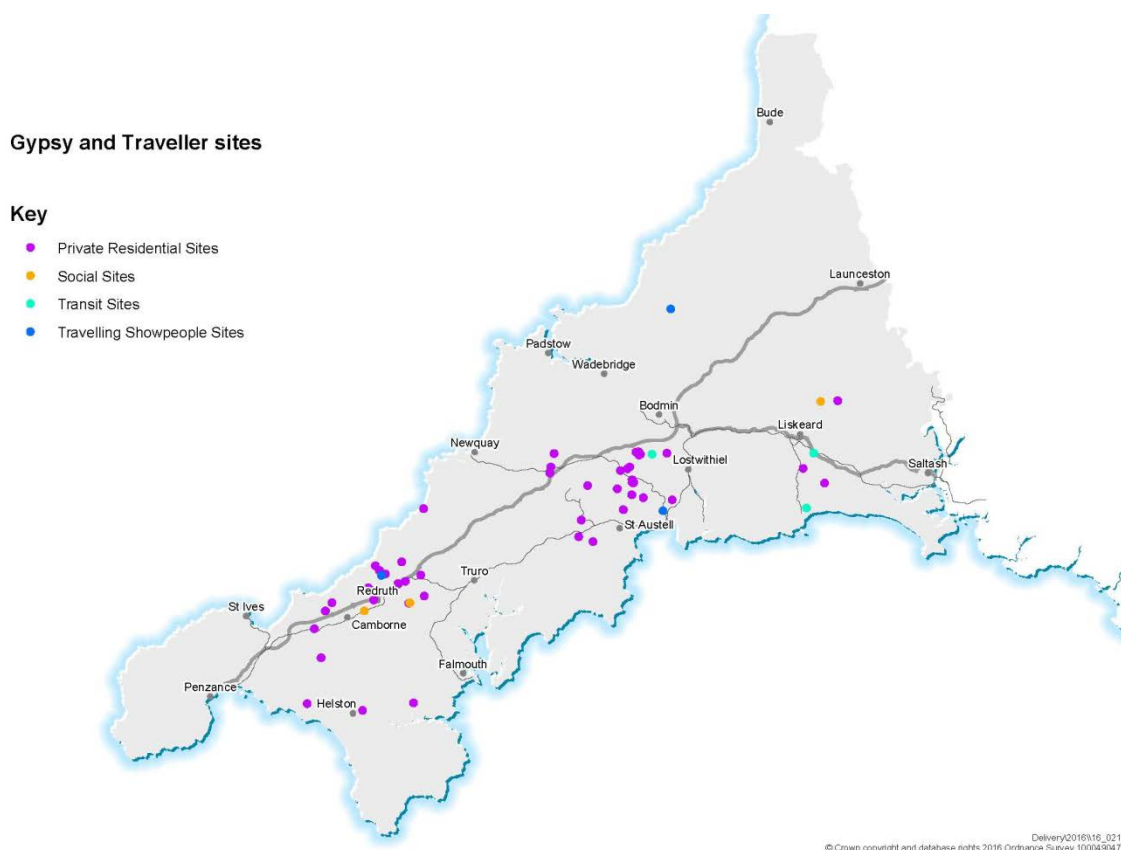 Gypsy and Traveller sites
Key
Private Residential Sites
Social Sites
Transit Sites
Travelling Showpeople Sites
Bude
Launceston
Padstow
Wadebridge
Bodmin
Liskeard
Newquay
Lostwithiel
Saltash
St Austell
Truro
Redruth
St Ives
Camborne
Falmouth
Penzance
Helston
Delivery\2016\16_021
© Crown copyright and database rights 2016 Ordnance Survey 100049047